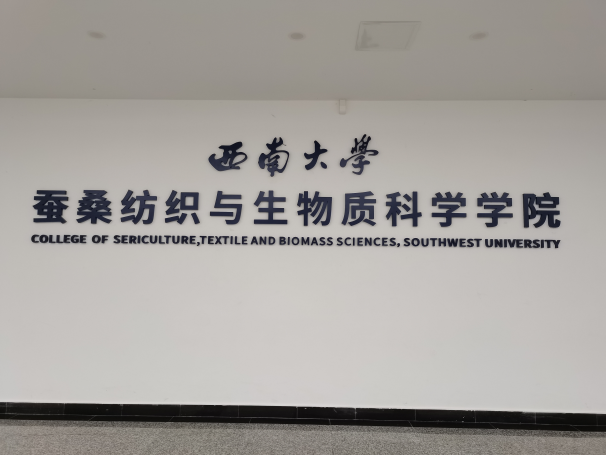 西南大學
蚕桑纺织与生物质科学学院
COLLEGE OF SERICULTURE,TEXTILE AND BIOMASS SCIENCES, SOUTHWEST UNIVERSITY